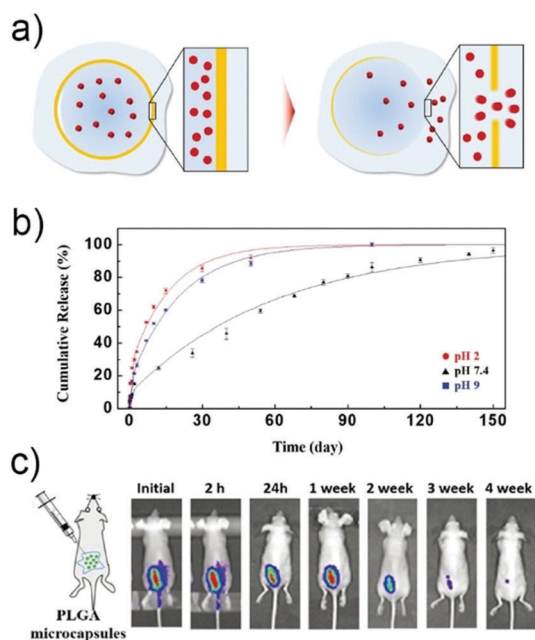 a)
b)
Cumulative Release (%)
100
80
60
40
20
0
pH 2
pH 7.4
pH 9
0 30 60 90 120 150
Time (day)
c)
Initial 2 h 24h 1 week 2 week 3 week 4 week
PLGA
microcapsules